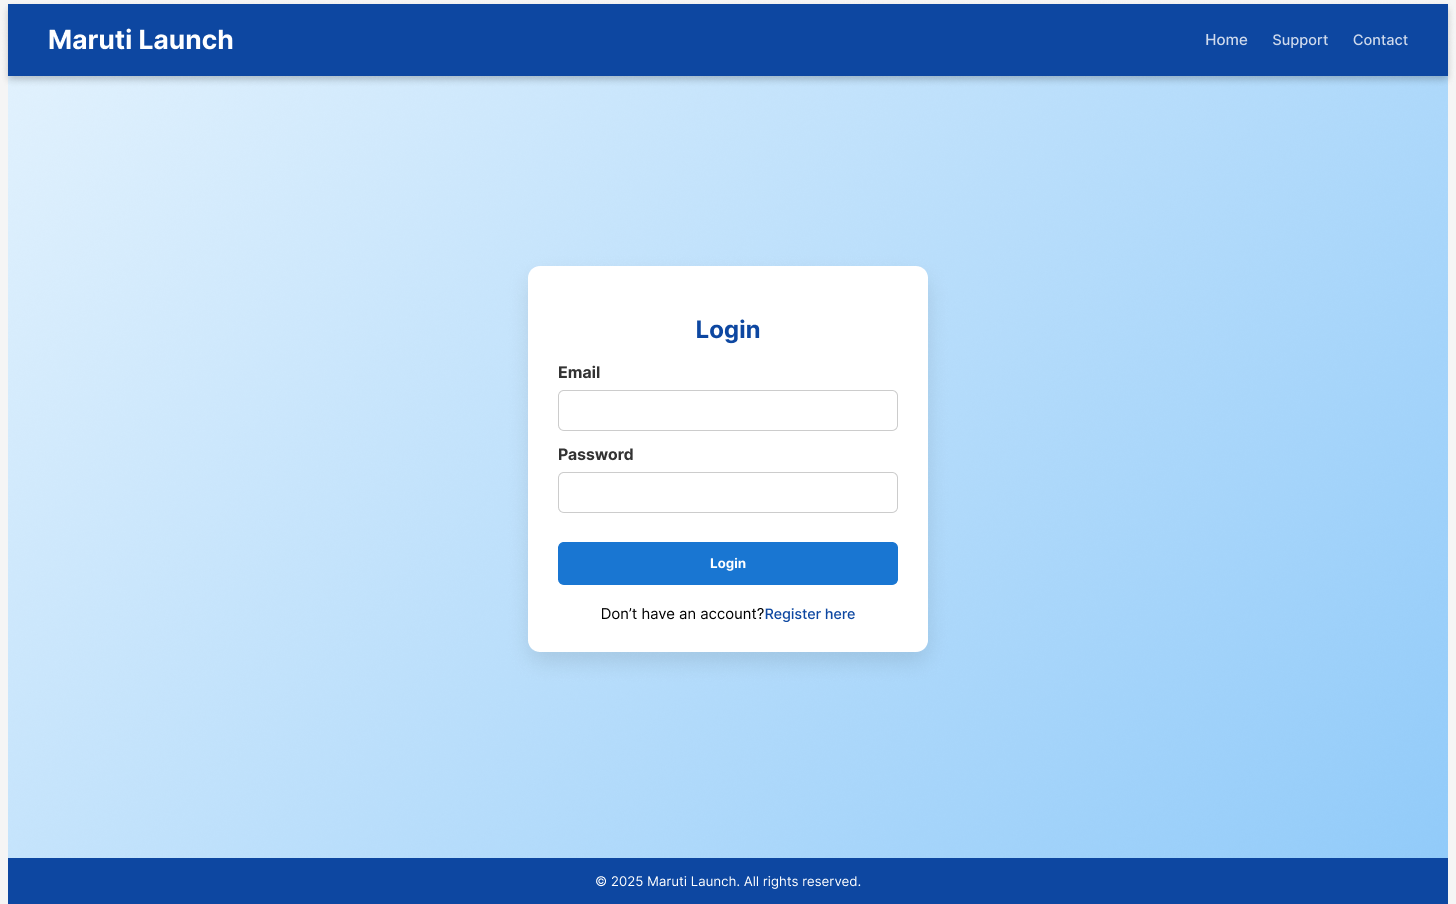 Maruti Launch
Home Support Contact
Login
Email
Password
Login
Don’t have an account?Register here
© 2025 Maruti Launch. All rights reserved.